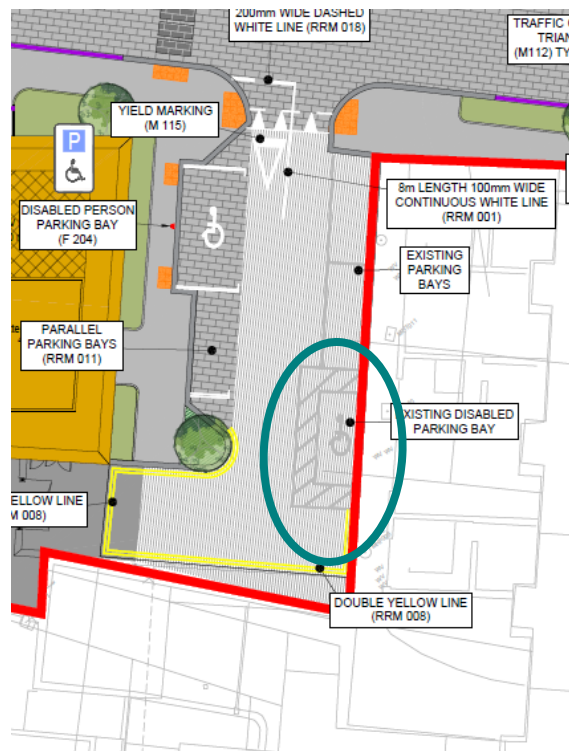 200mm WIDE DASHED
WHITE LINE (RRM 018)
TRAFFIC
TRIAN
(M112) TY
YIELD MARKING
(M 115)
P
8m LENGTH 100mm WIDE
CONTINUOUS WHITE LINE
(RRM 001)
DISABLED PERSON
PARKING BAY
(F 204)
EXISTING
PARKING
BAYS
PARALLEL
PARKING BAYS
(RRM 011)
EXISTING DISABLED
PARKING BAY
ELLOW LINE
M 008)
DOUBLE YELLOW LINE
(RRM 008)